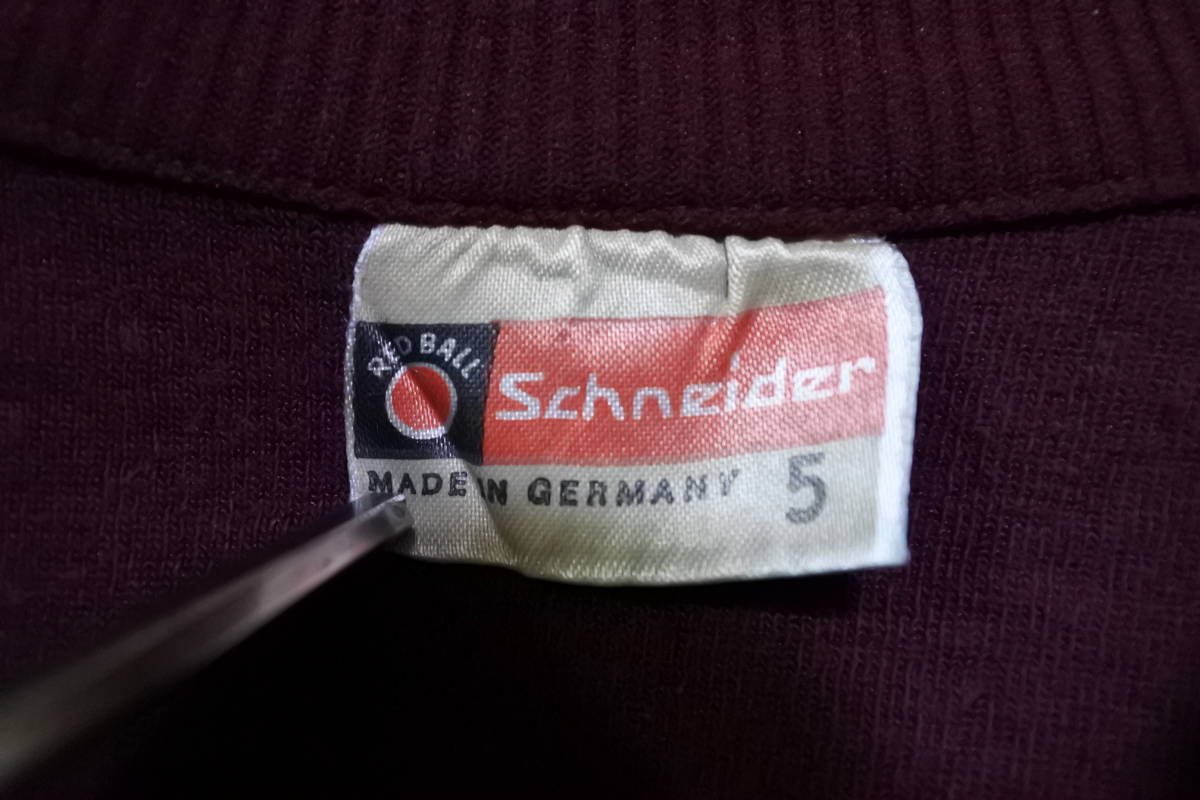 RED BALL
Schneider
MADE IN GERMANY 5